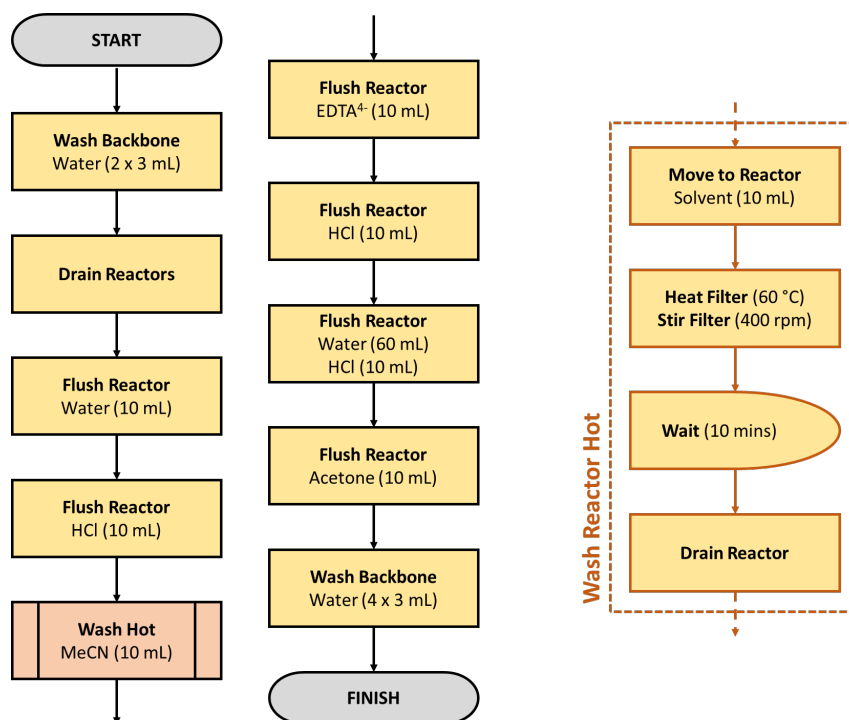 START
Wash Backbone
Water (2 x 3 mL)
Drain Reactors
Flush Reactor
Water (10 mL)
Flush Reactor
HCl (10 mL)
Wash Hot
MeCN (10 mL)
Flush Reactor
EDTA⁴⁻ (10 mL)
Flush Reactor
HCl (10 mL)
Flush Reactor
Water (60 mL)
HCl (10 mL)
Flush Reactor
Acetone (10 mL)
Wash Backbone
Water (4 x 3 mL)
FINISH
Wash Reactor Hot
Move to Reactor
Solvent (10 mL)
Heat Filter (60 °C)
Stir Filter (400 rpm)
Wait (10 mins)
Drain Reactor